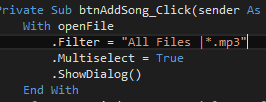 Private Sub btnAddSong_Click(sender As
With openFile
.Filter = "All Files |*.mp3"
.Multiselect = True
.ShowDialog()
End With